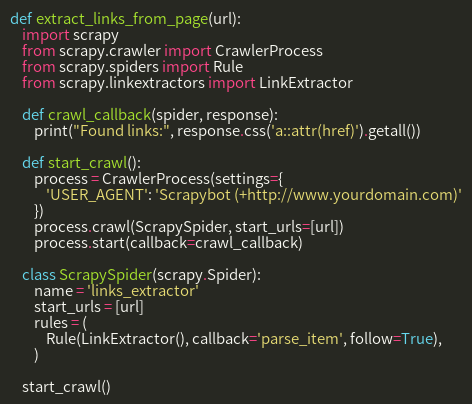 def extract_links_from_page(url):
    import scrapy
    from scrapy.crawler import CrawlerProcess
    from scrapy.spiders import Rule
    from scrapy.linkextractors import LinkExtractor

    def crawl_callback(spider, response):
        print("Found links:", response.css('a::attr(href)').getall())

    def start_crawl():
        process = CrawlerProcess(settings={
            'USER_AGENT': 'Scrapybot (+http://www.yourdomain.com)'
        })
        process.crawl(ScrapySpider, start_urls=[url])
        process.start(callback=crawl_callback)

    class ScrapySpider(scrapy.Spider):
        name = 'links_extractor'
        start_urls = [url]
        rules = (
            Rule(LinkExtractor(), callback='parse_item', follow=True),
        )

    start_crawl()